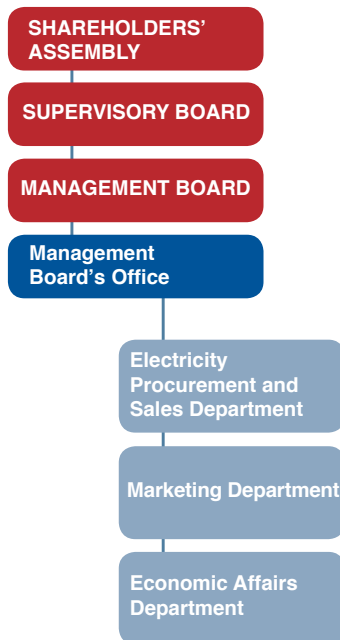 SHAREHOLDERS’
ASSEMBLY
SUPERVISORY BOARD
MANAGEMENT BOARD
Management
Board’s Office
Electricity
Procurement and
Sales Department
Marketing Department
Economic Affairs
Department